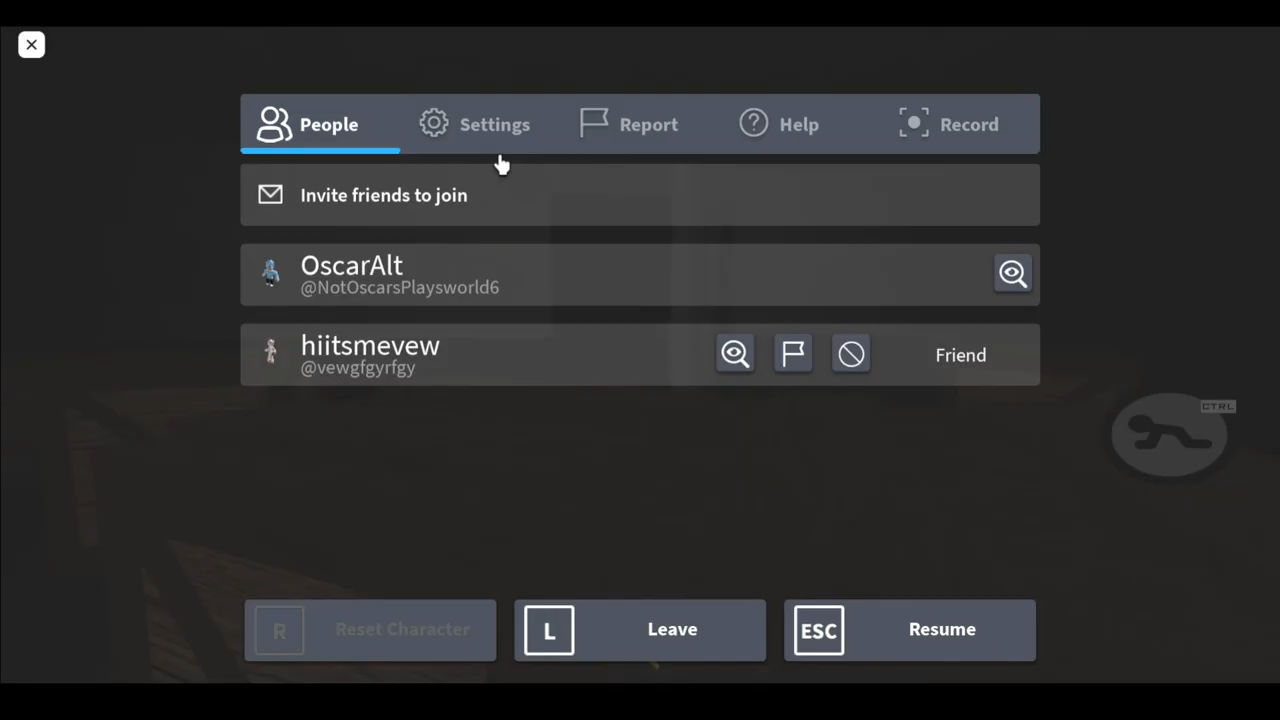 People
Settings
Report
Help
Record
Invite friends to join
OscarAlt
@NotOscarsPlaysworld6
hiitsmevew
@vewgfgyrfgy
Friend
CTRL
R Reset Character
L Leave
ESC Resume